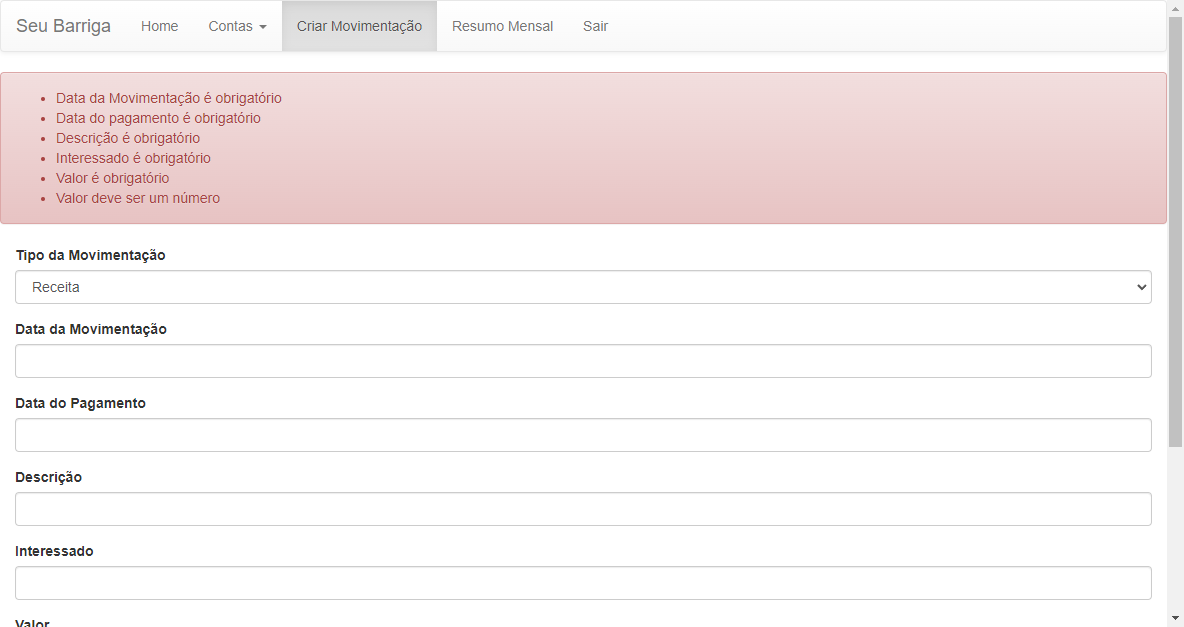 Seu Barriga Home Contas Criar Movimentação Resumo Mensal Sair
Data da Movimentação é obrigatório
Data do pagamento é obrigatório
Descrição é obrigatório
Interessado é obrigatório
Valor é obrigatório
Valor deve ser um número
Tipo da Movimentação
Receita
Data da Movimentação
Data do Pagamento
Descrição
Interessado
Valor